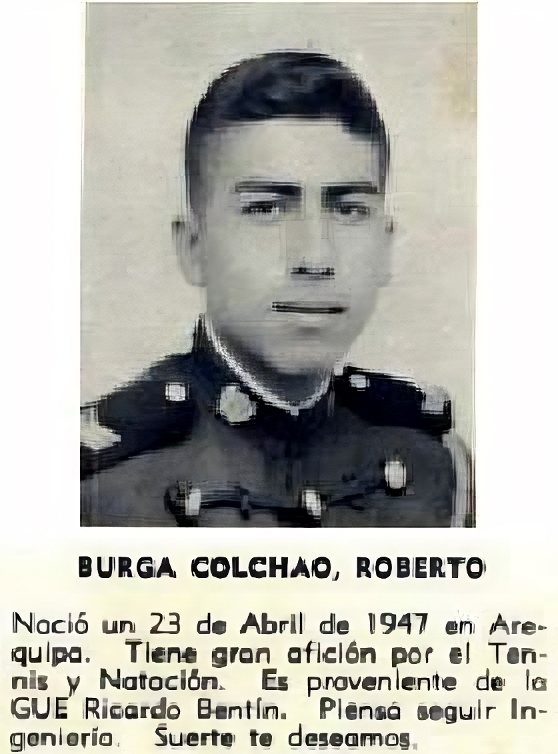 BURGA COLCHAO, ROBERTO
Nació un 23 de Abril de 1947 en Are-
quipa. Tiene gran afición por el Ten-
nis y Natación. Es proveniente de la
GUE Ricardo Bentín. Piensa seguir In-
geniería. Suerte te deseamos.